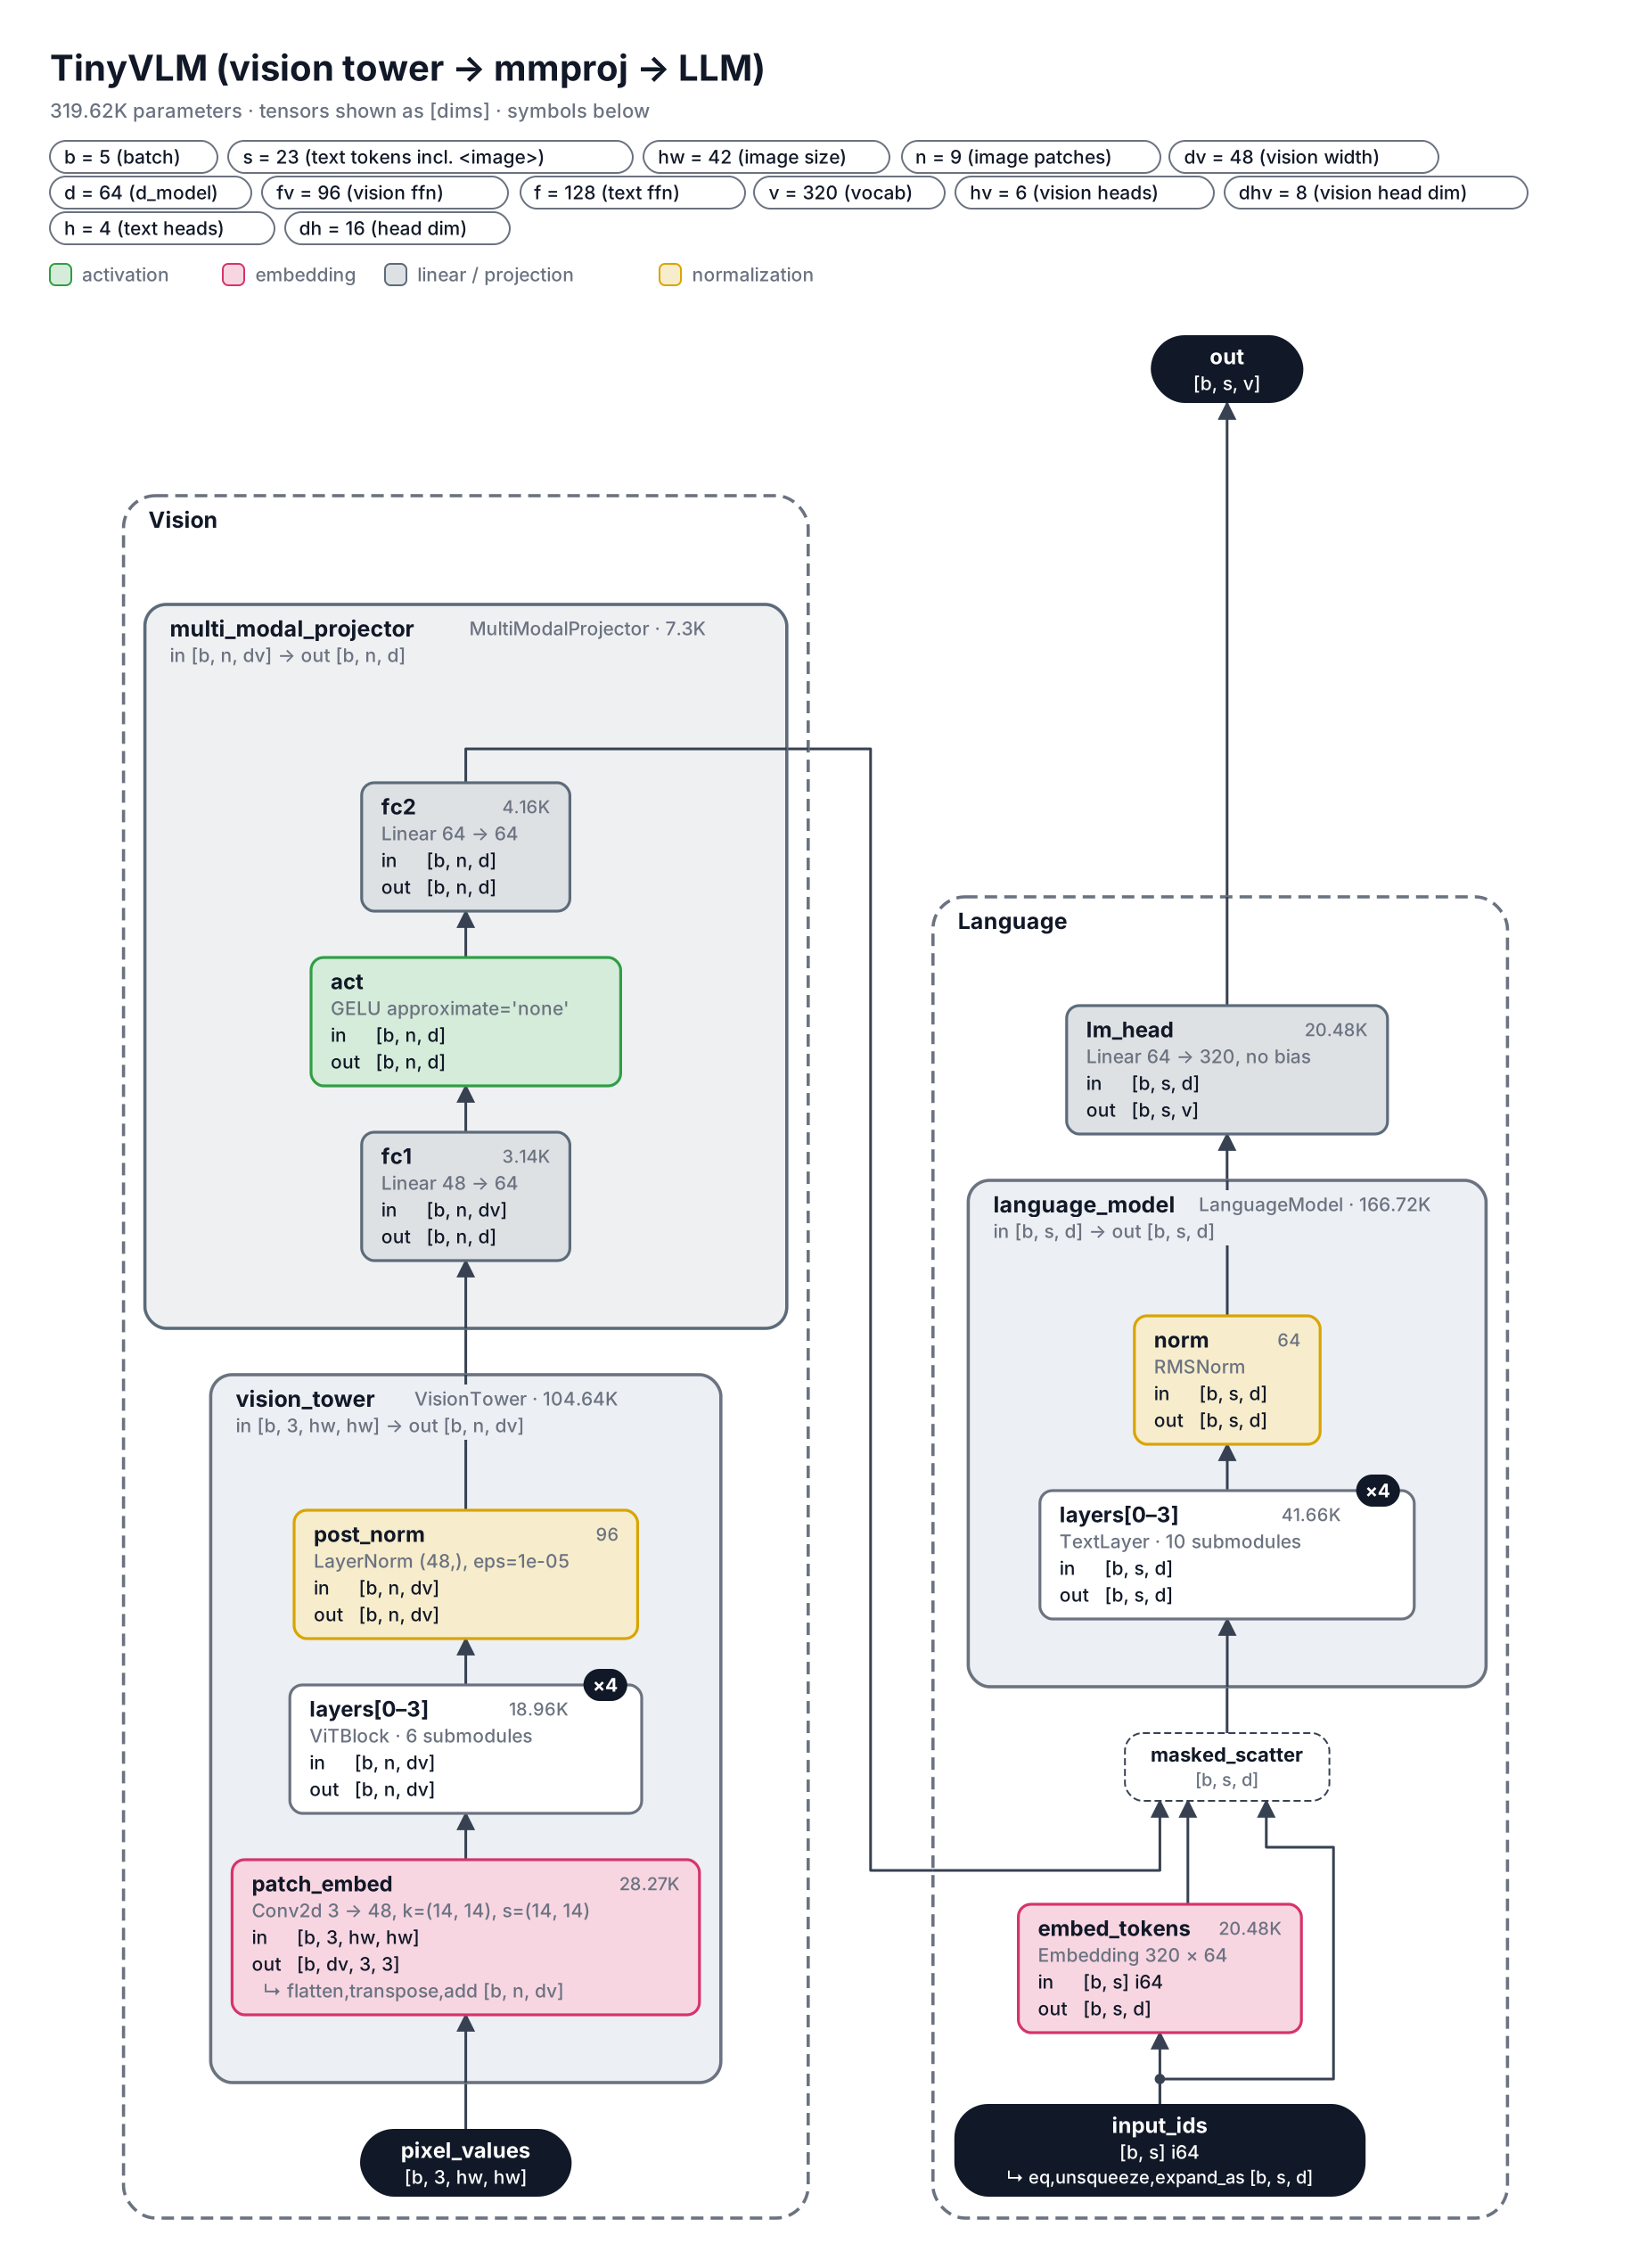 TinyVLM (vision tower → mmproj → LLM)
319.62K parameters · tensors shown as [dims] · symbols below
b = 5 (batch) s = 23 (text tokens incl. <image>) hw = 42 (image size) n = 9 (image patches) dv = 48 (vision width)
d = 64 (d_model) fv = 96 (vision ffn) f = 128 (text ffn) v = 320 (vocab) hv = 6 (vision heads) dhv = 8 (vision head dim)
h = 4 (text heads) dh = 16 (head dim)
activation embedding linear / projection normalization
out
[b, s, v]
Vision
multi_modal_projector MultiModalProjector · 7.3K
in [b, n, dv] → out [b, n, d]
fc2 4.16K
Linear 64 → 64
in [b, n, d]
out [b, n, d]
act
GELU approximate='none'
in [b, n, d]
out [b, n, d]
fc1 3.14K
Linear 48 → 64
in [b, n, dv]
out [b, n, d]
vision_tower VisionTower · 104.64K
in [b, 3, hw, hw] → out [b, n, dv]
post_norm 96
LayerNorm (48,), eps=1e-05
in [b, n, dv]
out [b, n, dv]
×4
layers[0–3] 18.96K
ViTBlock · 6 submodules
in [b, n, dv]
out [b, n, dv]
patch_embed 28.27K
Conv2d 3 → 48, k=(14, 14), s=(14, 14)
in [b, 3, hw, hw]
out [b, dv, 3, 3]
↳ flatten,transpose,add [b, n, dv]
pixel_values
[b, 3, hw, hw]
Language
lm_head 20.48K
Linear 64 → 320, no bias
in [b, s, d]
out [b, s, v]
language_model LanguageModel · 166.72K
in [b, s, d] → out [b, s, d]
norm 64
RMSNorm
in [b, s, d]
out [b, s, d]
×4
layers[0–3] 41.66K
TextLayer · 10 submodules
in [b, s, d]
out [b, s, d]
masked_scatter
[b, s, d]
embed_tokens 20.48K
Embedding 320 × 64
in [b, s] i64
out [b, s, d]
input_ids
[b, s] i64
↳ eq,unsqueeze,expand_as [b, s, d]